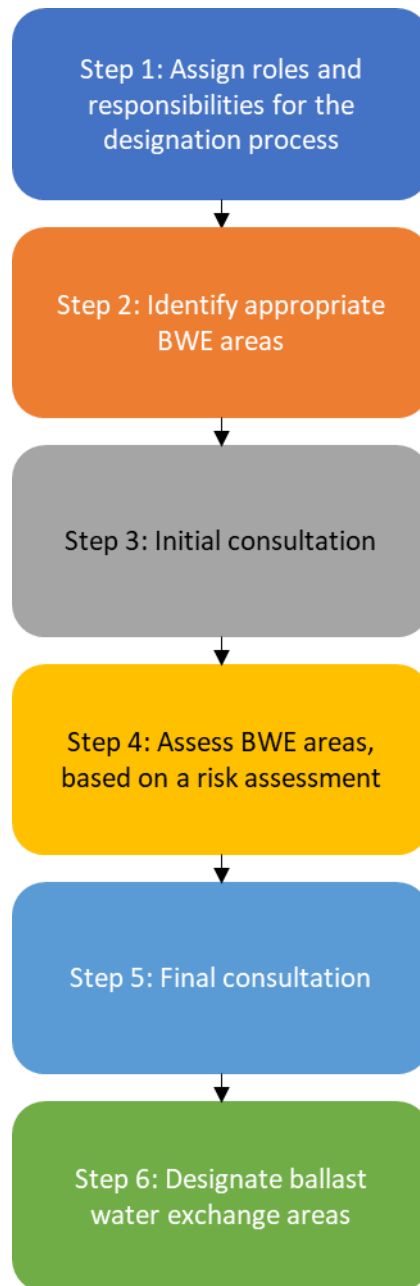 Step 1: Assign roles and
responsibilities for the
designation process
Step 2: Identify appropriate
BWE areas
Step 3: Initial consultation
Step 4: Assess BWE areas,
based on a risk assessment
Step 5: Final consultation
Step 6: Designate ballast
water exchange areas